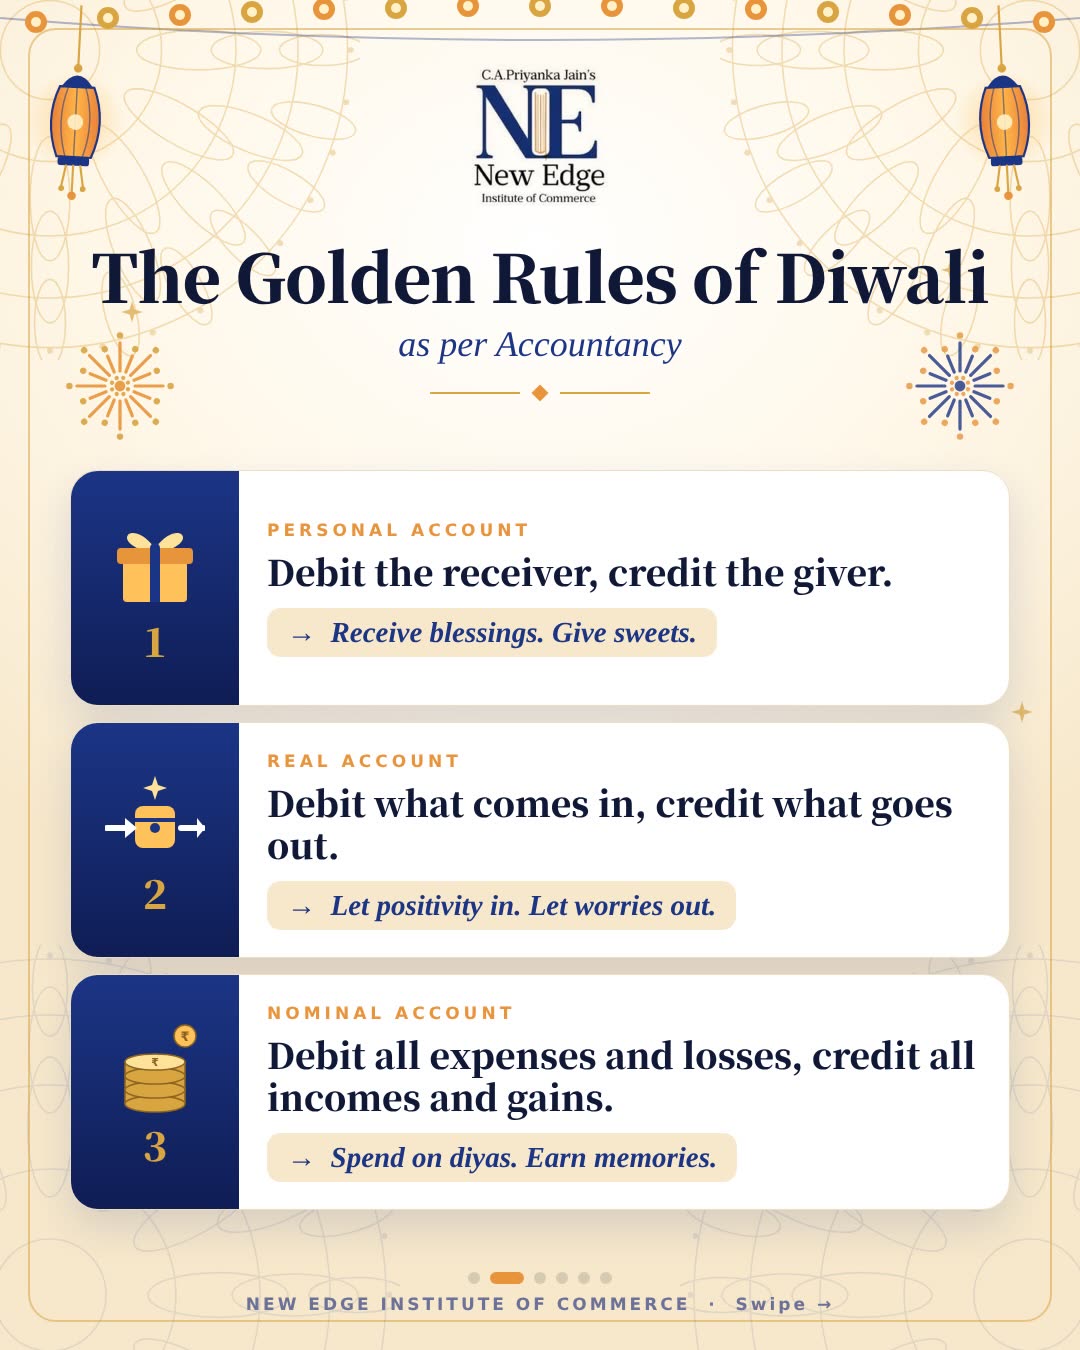 C.A.Priyanka Jain's
NE
New Edge
Institute of Commerce
The Golden Rules of Diwali
as per Accountancy
1
PERSONAL ACCOUNT
Debit the receiver, credit the giver.
→ Receive blessings. Give sweets.
2
REAL ACCOUNT
Debit what comes in, credit what goes
out.
→ Let positivity in. Let worries out.
₹
₹
3
NOMINAL ACCOUNT
Debit all expenses and losses, credit all
incomes and gains.
→ Spend on diyas. Earn memories.
NEW EDGE INSTITUTE OF COMMERCE · Swipe →